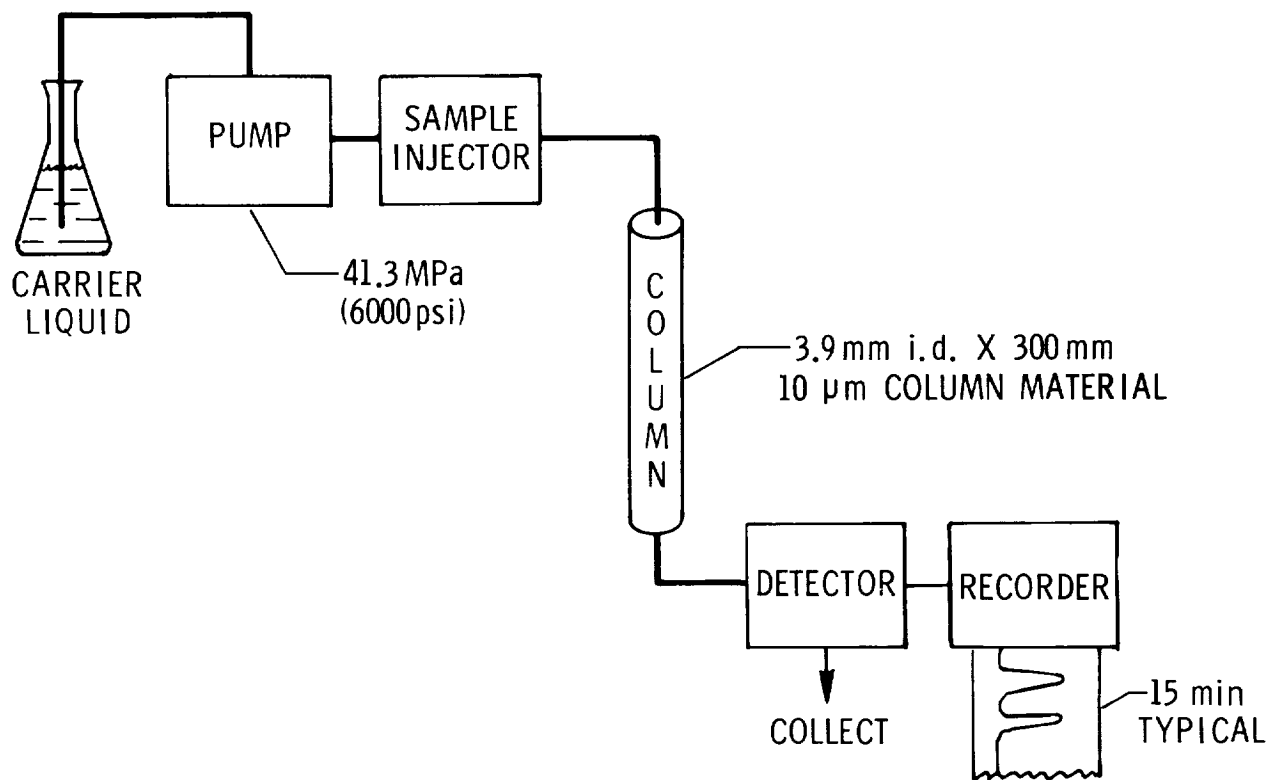 PUMP
SAMPLE
INJECTOR
CARRIER
LIQUID
41.3 MPa
(6000 psi)
COLUMN
3.9 mm i.d. X 300 mm
10 μm COLUMN MATERIAL
DETECTOR
RECORDER
COLLECT
15 min
TYPICAL